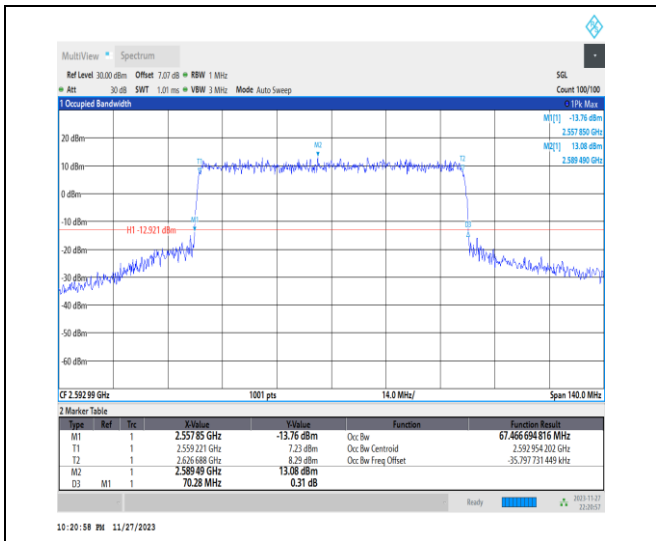 MultiView Spectrum
Ref Level 30.00 dBm Offset 7.07 dB RBW 1 MHz SGL
Att 30 dB SWT 1.01 ms VBW 3 MHz Mode Auto Sweep Count 100/100
1 Occupied Bandwidth 1Pk Max
M1[1] -13.76 dBm
2.557 850 GHz
M2[1] 13.08 dBm
2.589 490 GHz
20 dBm
M2
T1 T2
10 dBm
0 dBm
-10 dBm
M1 D3
H1 -12.921 dBm
-20 dBm
-30 dBm
-40 dBm
-50 dBm
-60 dBm
CF 2.592 99 GHz 1001 pts 14.0 MHz/ Span 140.0 MHz
2 Marker Table
Type Ref Trc X-Value Y-Value Function Function Result
M1 1 2.557 85 GHz -13.76 dBm Occ Bw 67.466 694 816 MHz
T1 1 2.559 221 GHz 7.23 dBm Occ Bw Centroid 2.592 954 202 GHz
T2 1 2.626 688 GHz 8.29 dBm Occ Bw Freq Offset -35.797 731 449 kHz
M2 1 2.589 49 GHz 13.08 dBm
D3 M1 1 70.28 MHz 0.31 dB
Ready 2023-11-27
22:20:57
10:20:58 PM 11/27/2023